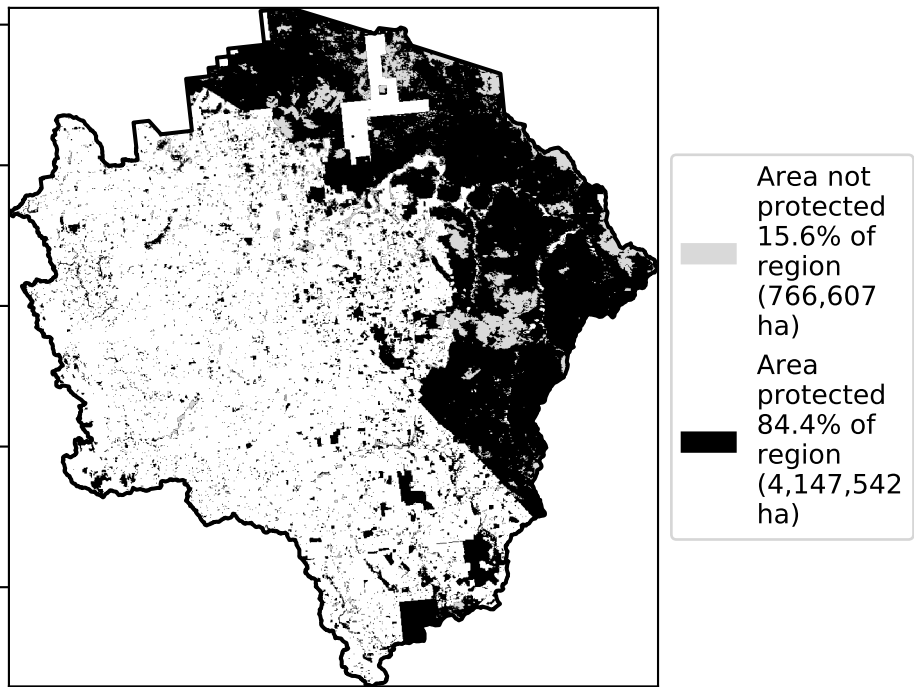 Area not
protected
15.6% of
region
(766,607
ha)
Area
protected
84.4% of
region
(4,147,542
ha)